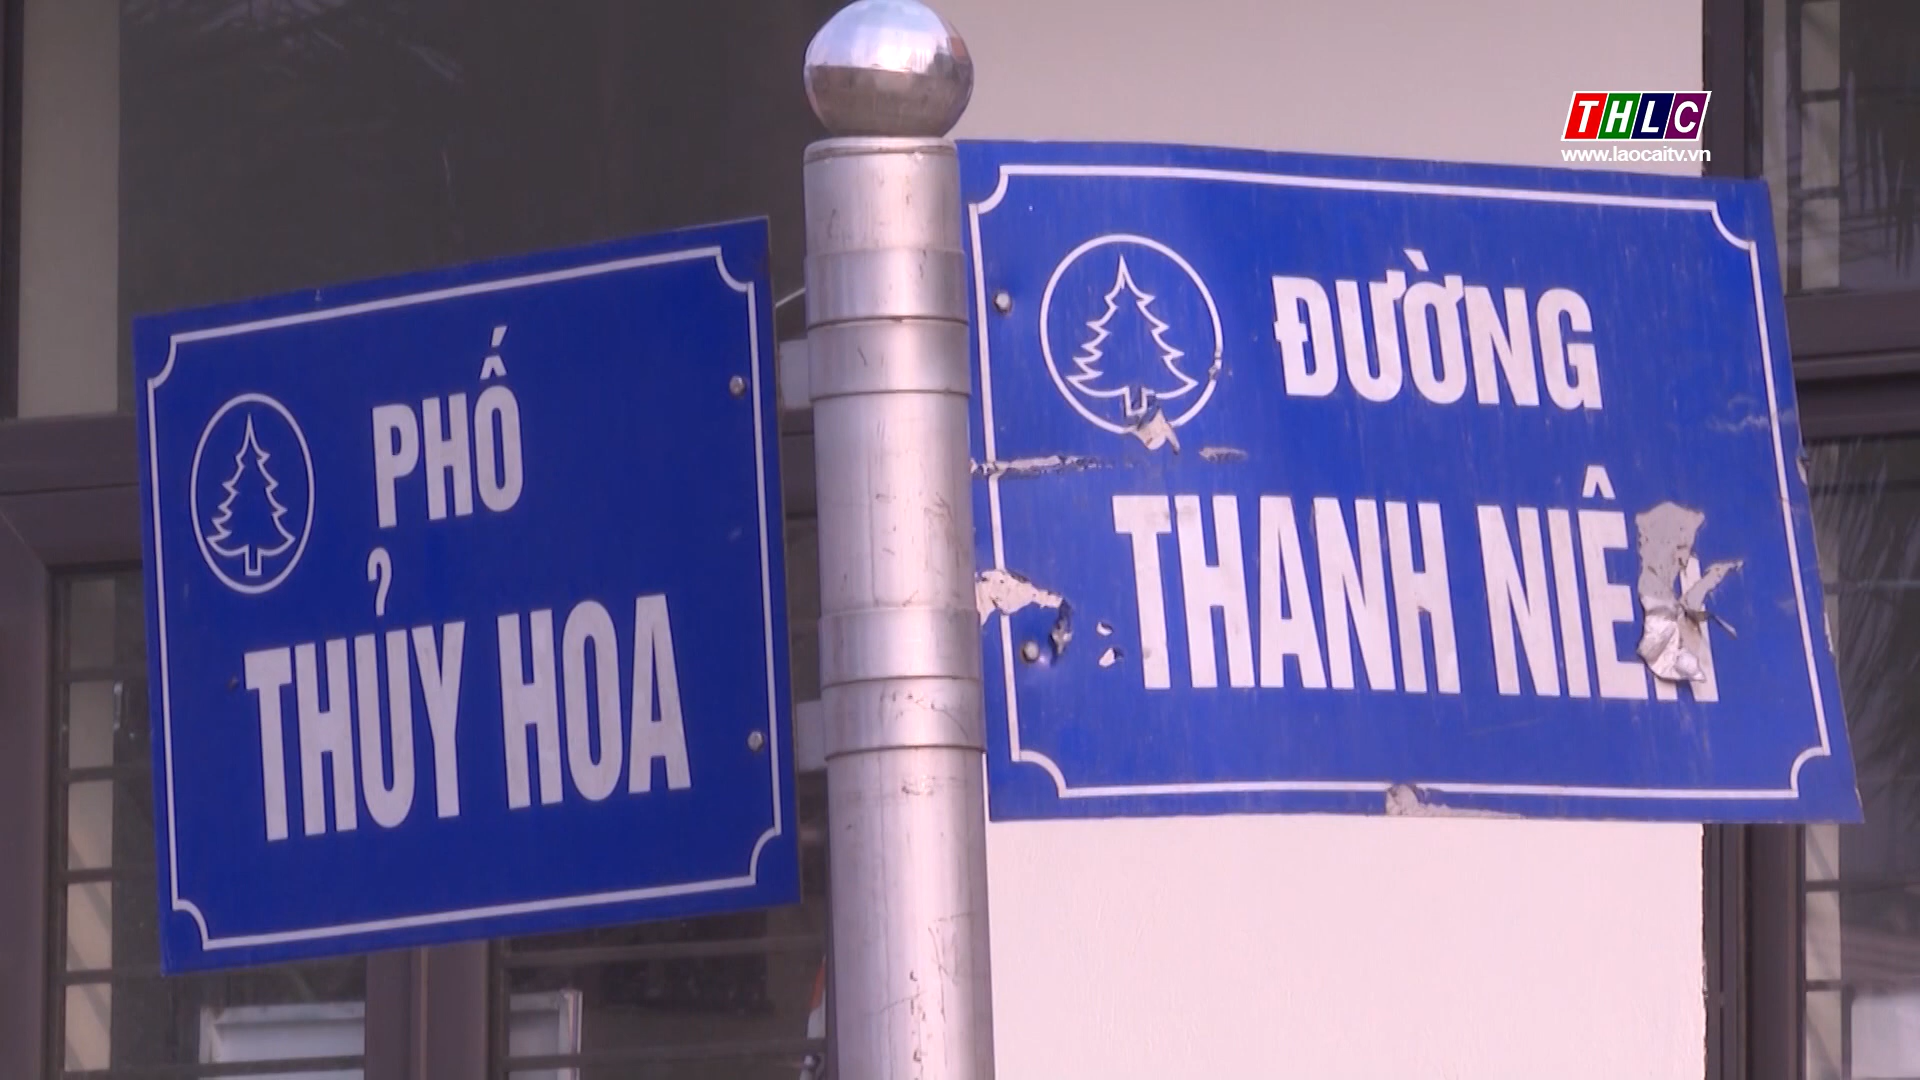 THLC
www.laocaitv.vn
PHỐ
THỦY HOA
ĐƯỜNG
THANH NIÊN